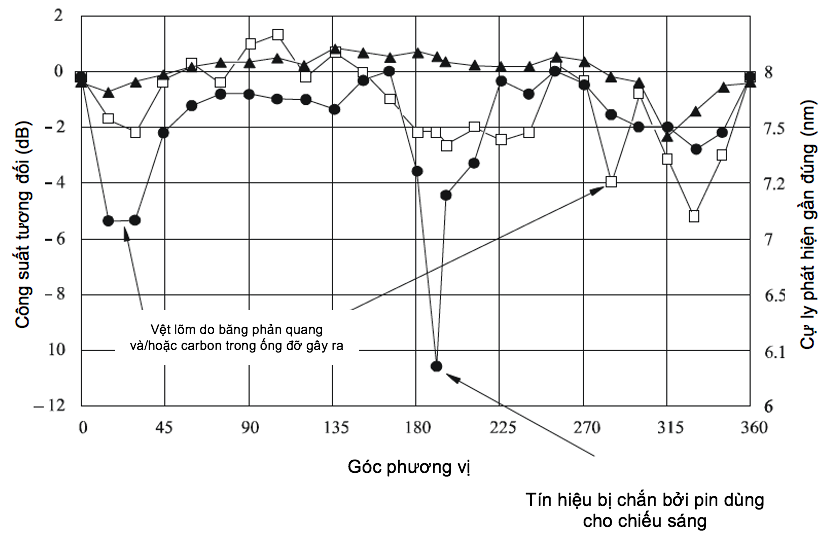 Công suất tương đối (dB)
2
0
− 2
− 4
− 6
− 8
10
− 12
8
8
7.5
7.2
7
6.5
6.1
6
Cự ly phát hiện gần đúng (nm)
Vệt lõm do băng phản quang
và/hoặc carbon trong ống đỡ gây ra
0 45 90 135 180 225 270 315 360
Góc phương vị
Tín hiệu bị chắn bởi pin dùng
cho chiếu sáng